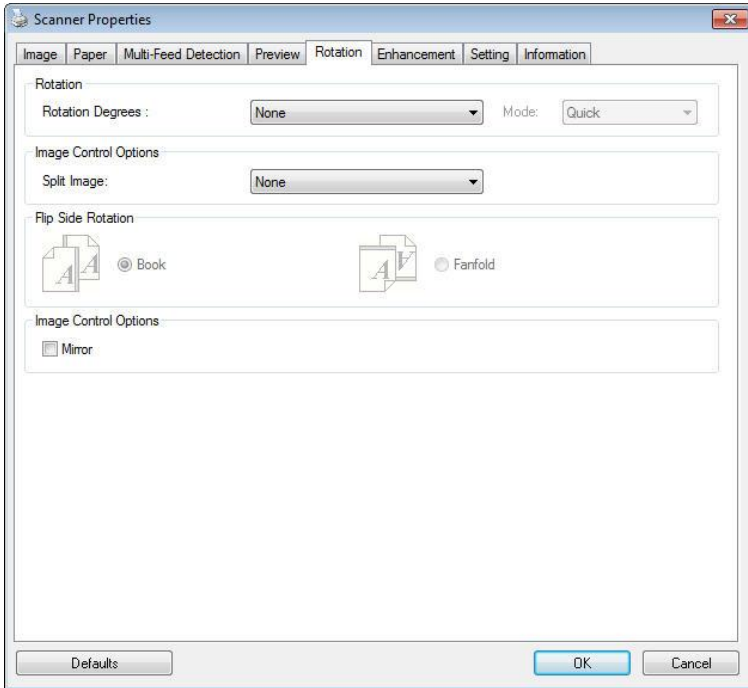 Scanner Properties
Image Paper Multi-Feed Detection Preview Rotation Enhancement Setting Information
Rotation
Rotation Degrees : None Mode: Quick
Image Control Options
Split Image: None
Flip Side Rotation
A A Book A A Fanfold
Image Control Options
Mirror
Defaults OK Cancel